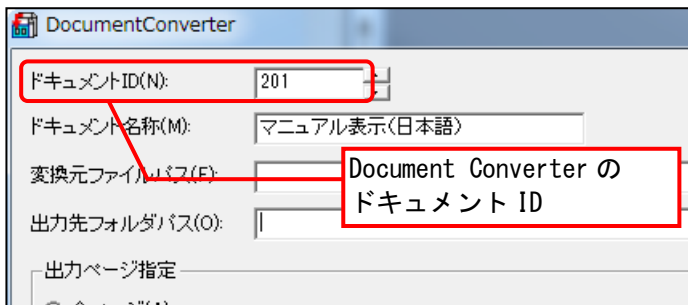 DocumentConverter
ドキュメントID(N): 201
ドキュメント名称(M): マニュアル表示(日本語)
変換元ファイルパス(F):
Document Converter の
ドキュメント ID
出力先フォルダパス(O):
出力ページ指定